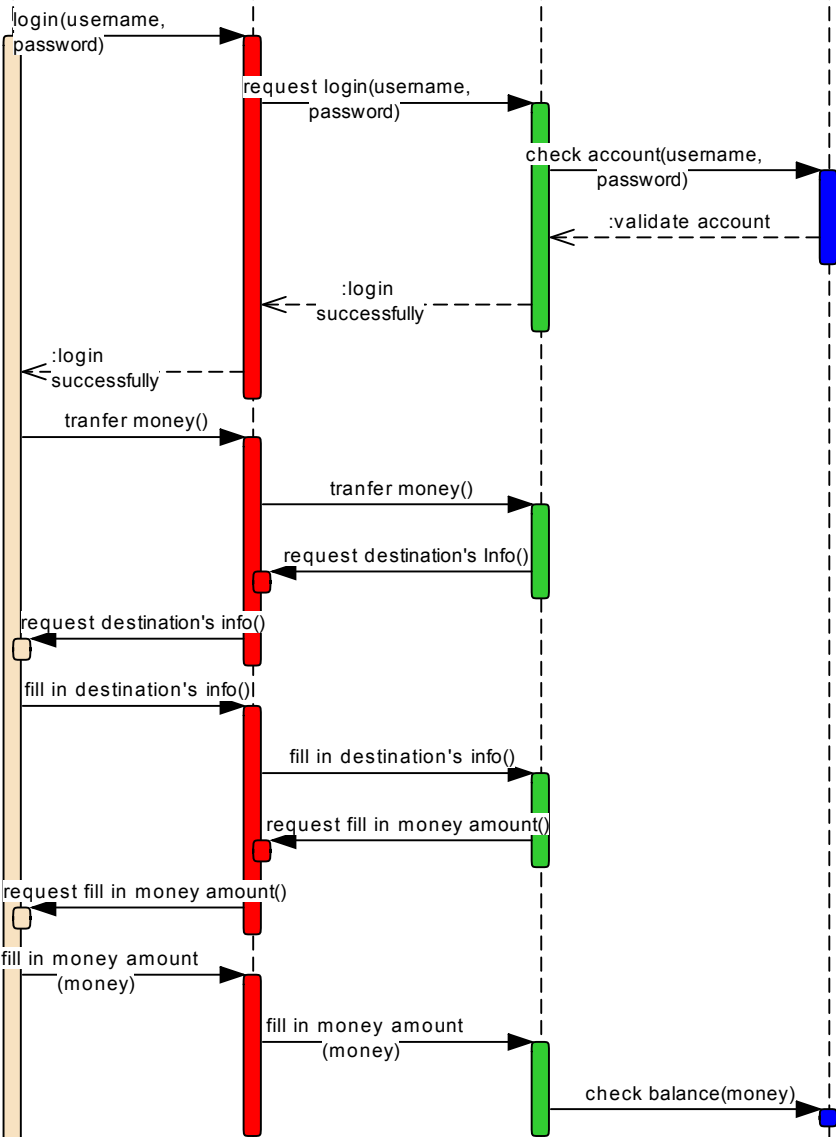 login(username,
password)
request login(username,
password)
check account(username,
password)
:validate account
:login
successfully
:login
successfully
tranfer money()
tranfer money()
request destination's Info()
request destination's info()
fill in destination's info()
fill in destination's info()
request fill in money amount()
request fill in money amount()
fill in money amount
(money)
fill in money amount
(money)
check balance(money)